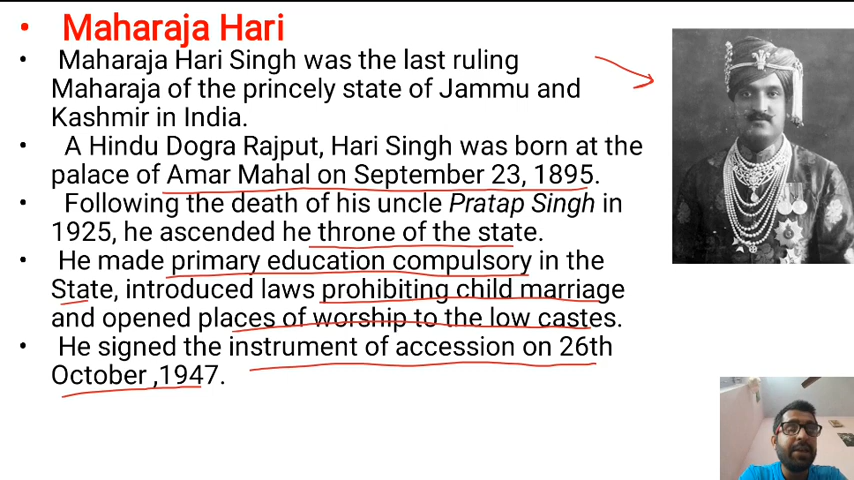 • Maharaja Hari
• Maharaja Hari Singh was the last ruling
Maharaja of the princely state of Jammu and
Kashmir in India.
• A Hindu Dogra Rajput, Hari Singh was born at the
palace of Amar Mahal on September 23, 1895.
• Following the death of his uncle Pratap Singh in
1925, he ascended he throne of the state.
• He made primary education compulsory in the
State, introduced laws prohibiting child marriage
and opened places of worship to the low castes.
• He signed the instrument of accession on 26th
October ,1947.